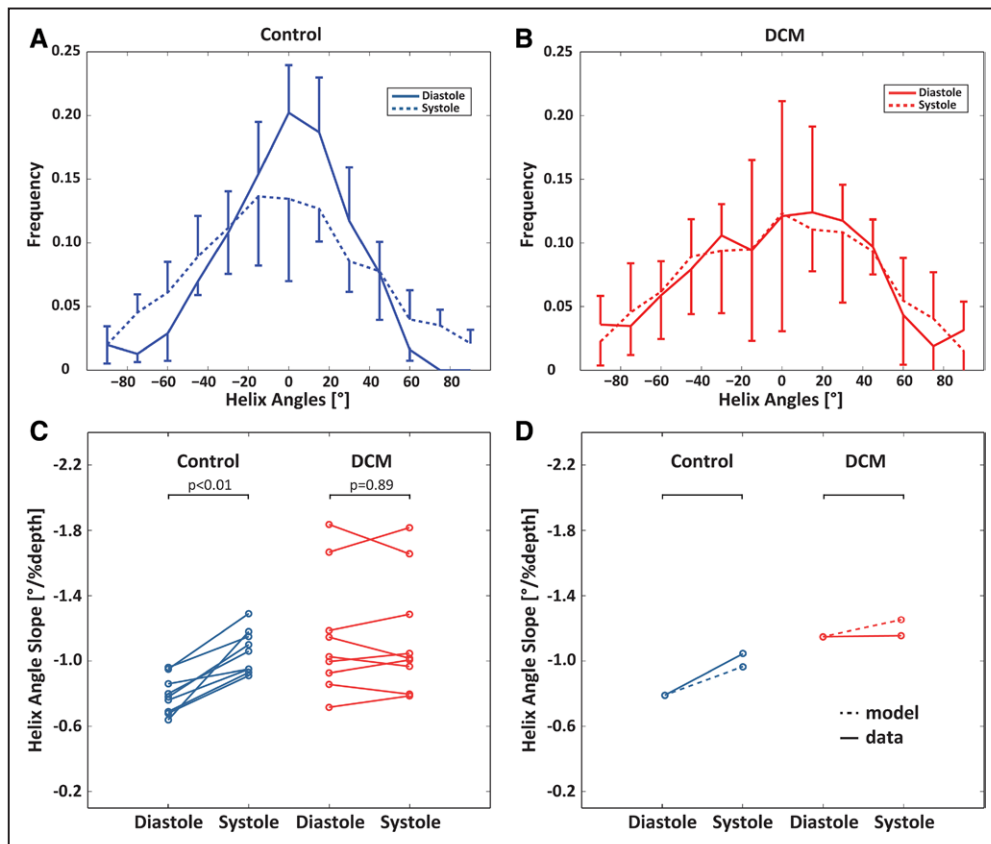 A
Control
0.25
0.20
0.15
0.10
0.05
0
Frequency
Diastole
Systole
−80 −60 −40 −20 0 20 40 60 80
Helix Angles [°]
B
DCM
0.25
0.20
0.15
0.10
0.05
0
Frequency
Diastole
Systole
−80 −60 −40 −20 0 20 40 60 80
Helix Angles [°]
C
Control DCM
p<0.01 p=0.89
-2.2
-1.8
-1.4
-1.0
-0.6
-0.2
Helix Angle Slope [°/%depth]
Diastole Systole Diastole Systole
D
Control DCM
-2.2
-1.8
-1.4
-1.0
-0.6
-0.2
Helix Angle Slope [°/%depth]
model
data
Diastole Systole Diastole Systole